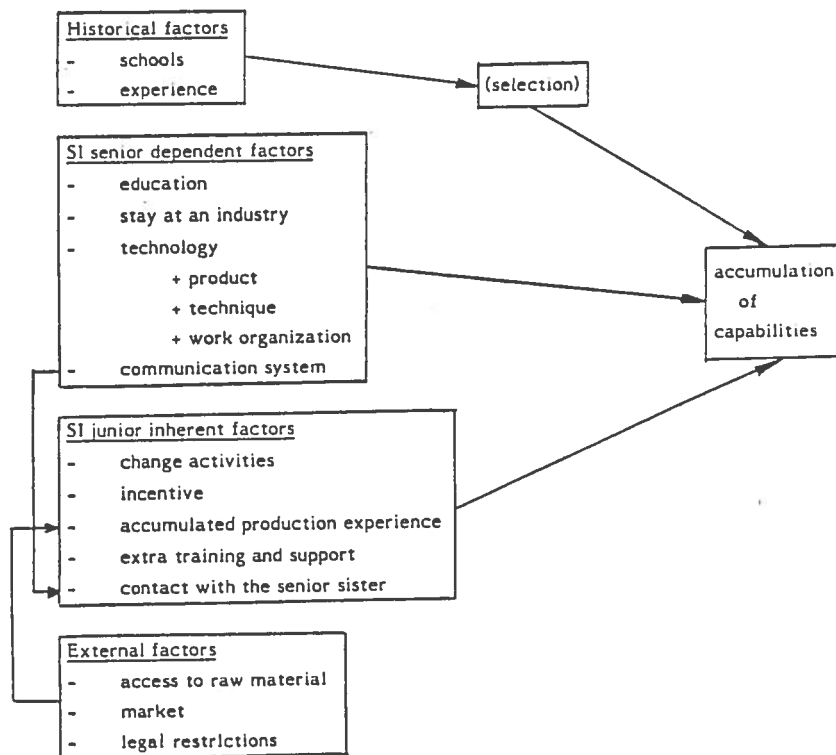 Historical factors
- schools
- experience
(selection)
SI senior dependent factors
- education
- stay at an industry
- technology
+ product
+ technique
+ work organization
- communication system
accumulation
of
capabilities
SI junior inherent factors
- change activities
- incentive
- accumulated production experience
- extra training and support
- contact with the senior sister
External factors
- access to raw material
- market
- legal restrictions